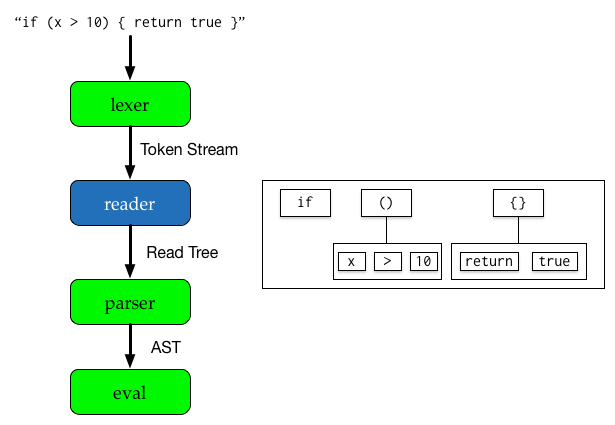 “if (x > 10) { return true }”
lexer
Token Stream
reader
Read Tree
parser
AST
eval
if () {}
x > 10 return true